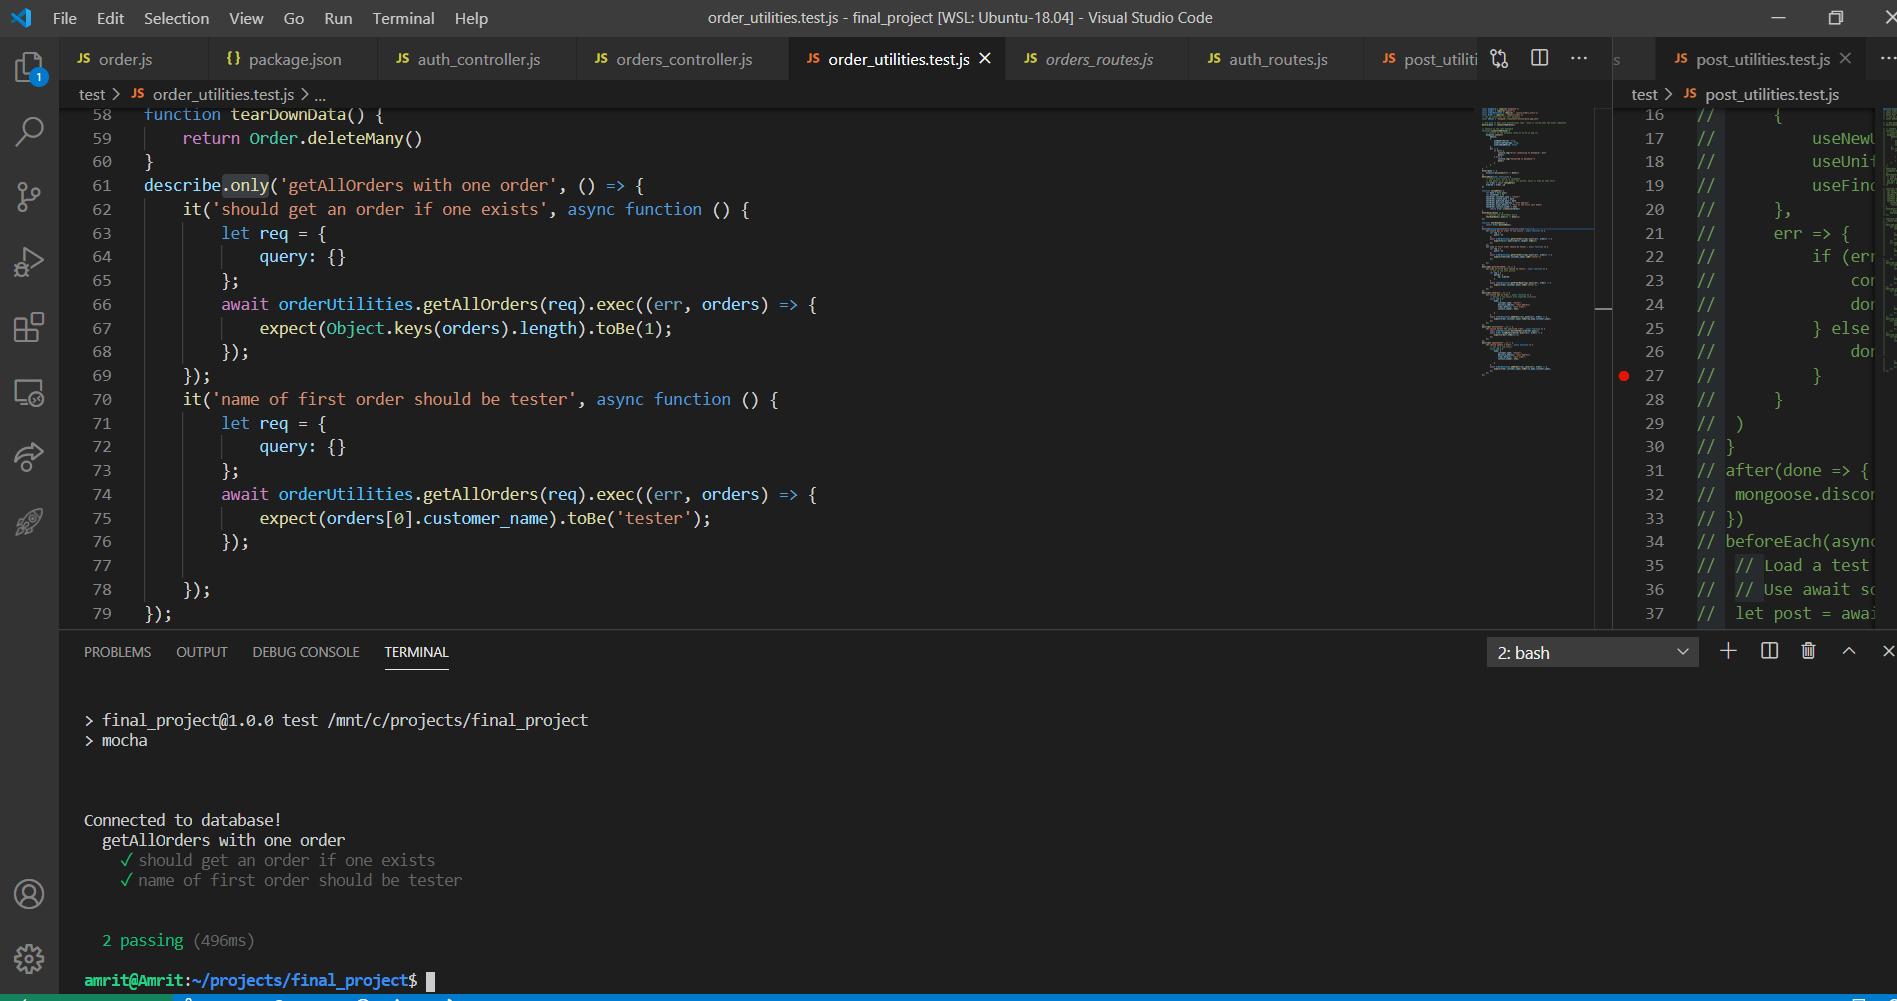 File Edit Selection View Go Run Terminal Help
order_utilities.test.js - final_project [WSL: Ubuntu-18.04] - Visual Studio Code
JS order.js
{} package.json
JS auth_controller.js
JS orders_controller.js
JS order_utilities.test.js
JS orders_routes.js
JS auth_routes.js
JS post_utiliti
JS post_utilities.test.js
1
test > JS order_utilities.test.js > ...
58 function tearDownData() {
59 return Order.deleteMany()
60 }
61 describe.only('getAllOrders with one order', () => {
62 it('should get an order if one exists', async function () {
63 let req = {
64 query: {}
65 };
66 await orderUtilities.getAllOrders(req).exec((err, orders) => {
67 expect(Object.keys(orders).length).toBe(1);
68 });
69 });
70 it('name of first order should be tester', async function () {
71 let req = {
72 query: {}
73 };
74 await orderUtilities.getAllOrders(req).exec((err, orders) => {
75 expect(orders[0].customer_name).toBe('tester');
76 });
77
78 });
79 });
test > JS post_utilities.test.js
16 // {
17 // useNewU
18 // useUnif
19 // useFind
20 // },
21 // err => {
22 // if (err
23 // con
24 // don
25 // } else
26 // don
27 // }
28 // }
29 // )
30 // }
31 // after(done => {
32 // mongoose.discon
33 // })
34 // beforeEach(async
35 // // Load a test
36 // // Use await so
37 // let post = awai
PROBLEMS OUTPUT DEBUG CONSOLE TERMINAL
2: bash
> final_project@1.0.0 test /mnt/c/projects/final_project
> mocha
Connected to database!
getAllOrders with one order
✓ should get an order if one exists
✓ name of first order should be tester
2 passing (496ms)
amrit@Amrit:~/projects/final_project$